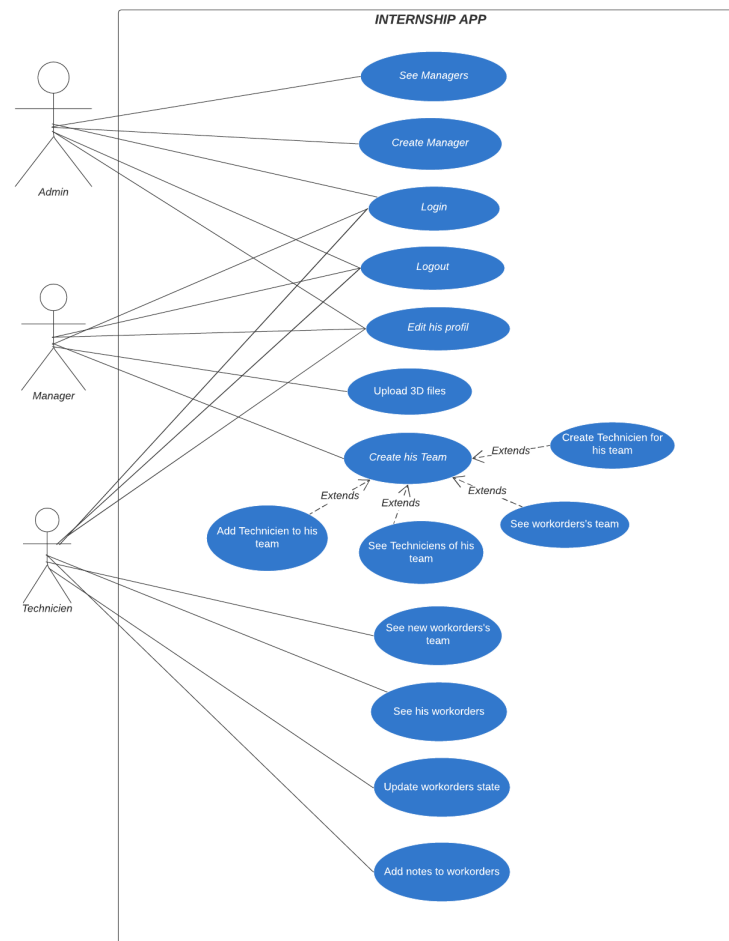 INTERNSHIP APP
See Managers
Create Manager
Admin
Login
Logout
Edit his profil
Manager
Upload 3D files
Create his Team
Extends
Create Technicien for
his team
Extends
Extends
Extends
Add Technicien to his
team
See Techniciens of his
team
See workorders's team
Technicien
See new workorders's
team
See his workorders
Update workorders state
Add notes to workorders